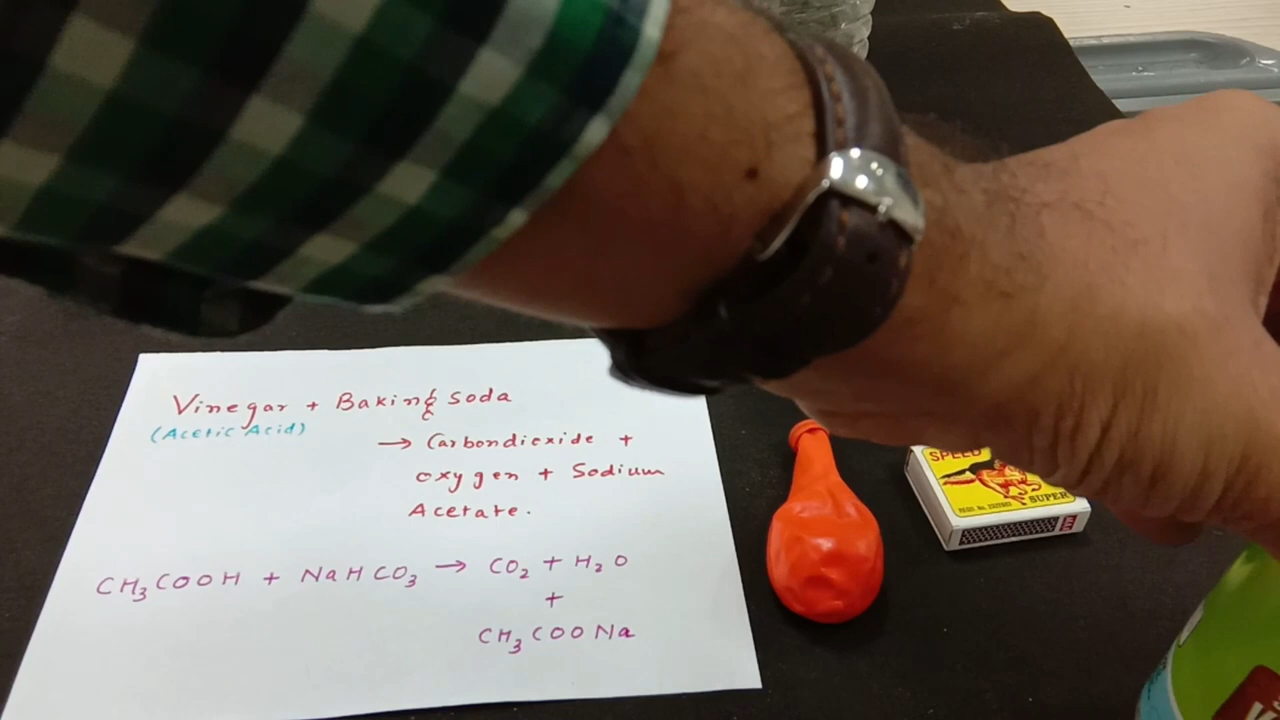 Vinegar + Baking soda
(Acetic Acid)
→ Carbondioxide +
oxygen + Sodium
Acetate.
CH₃COOH + NaHCO₃ → CO₂ + H₂O
+
CH₃COONa
SPEED
SUPER